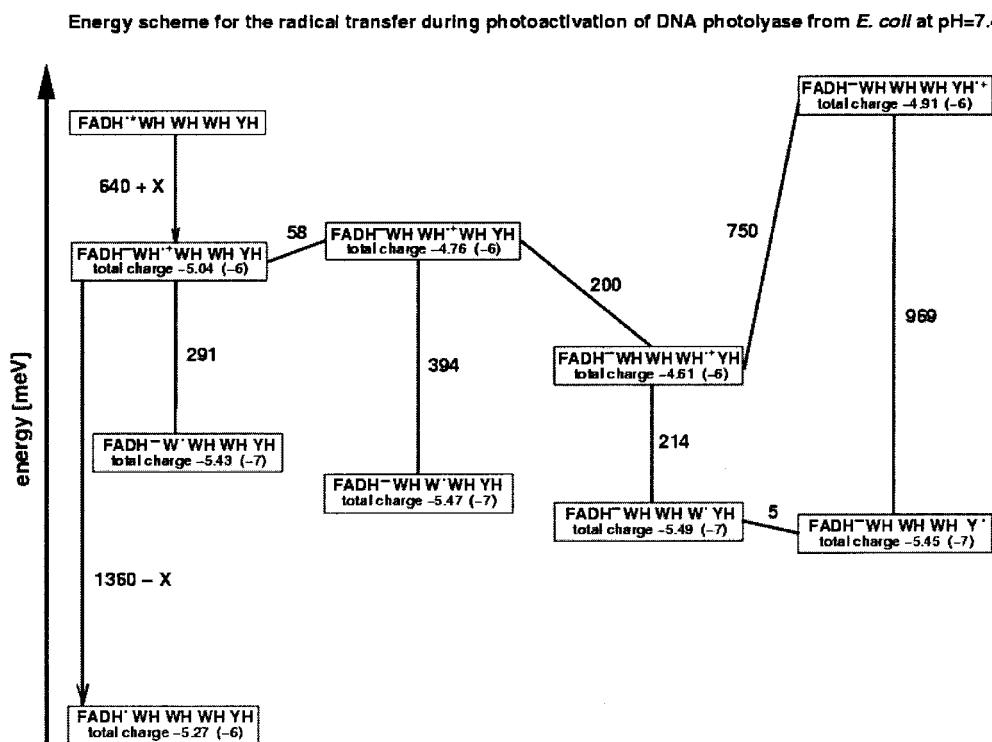 Energy scheme for the radical transfer during photoactivation of DNA photolyase from E. coli at pH=7.
energy [meV]
FADH·* WH WH WH YH
640 + X
FADH⁻WH·⁺WH WH YH
total charge −5.04 (−6)
58
FADH⁻WH WH·⁺WH YH
total charge −4.76 (−6)
200
FADH⁻WH WH WH·⁺YH
total charge −4.61 (−6)
750
FADH⁻WH WH WH YH·⁺
total charge −4.91 (−6)
291
394
214
969
FADH⁻ W·WH WH YH
total charge −5.43 (−7)
FADH⁻WH W·WH YH
total charge −5.47 (−7)
FADH⁻WH WH W·YH
total charge −5.49 (−7)
5
FADH⁻WH WH WH Y·
total charge −5.45 (−7)
1360 − X
FADH· WH WH WH YH
total charge −5.27 (−6)